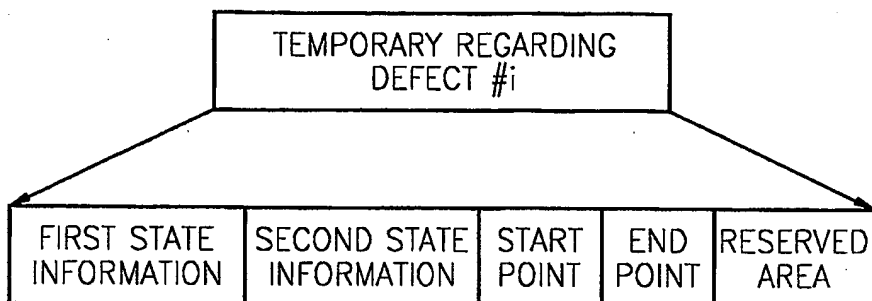 TEMPORARY REGARDING
DEFECT #i
FIRST STATE
INFORMATION
SECOND STATE
INFORMATION
START
POINT
END
POINT
RESERVED
AREA